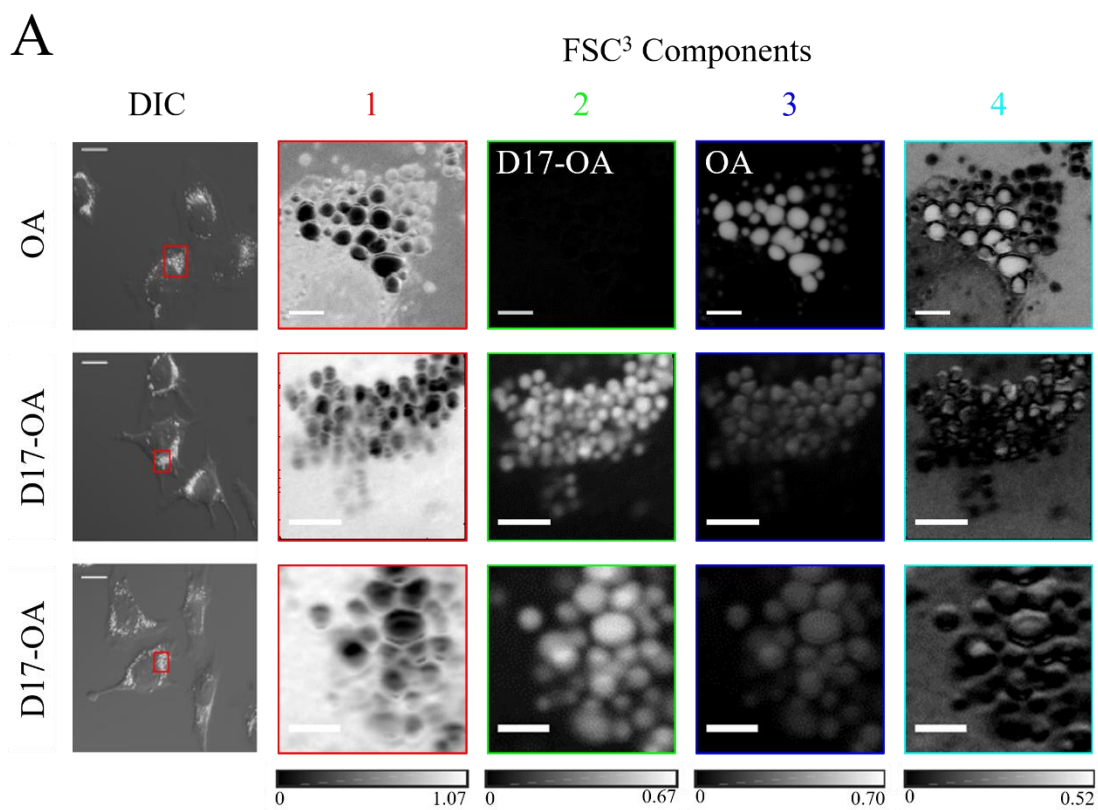 A
FSC³ Components
DIC 1 2 3 4
OA
D17-OA OA
D17-OA
D17-OA
0 1.07 0 0.67 0 0.70 0 0.52